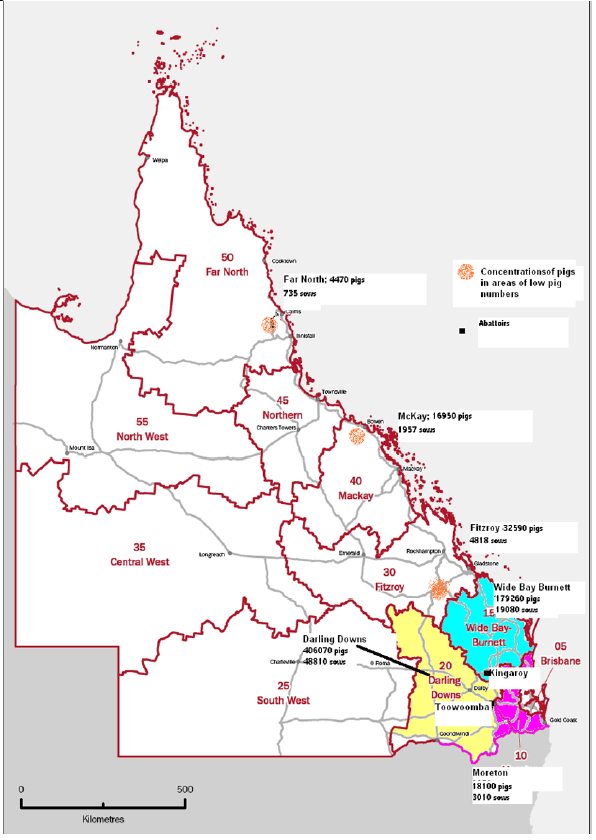 Weipa
50
Far North
Cooktown
Far North; 4470 pigs
735 sows
Concentrationsof pigs
in areas of low pig
numbers
Abattoirs
Cairns
Innisfail
Normanton
Townsville
45
Northern
Bowen
McKay; 16950 pigs
1957 sows
55
North West
Charters Towers
Mount Isa
Mackay
40
Mackay
Fitzroy 32590 pigs
4818 sows
35
Central West
Longreach
Emerald
Rockhampton
Gladstone
30
Fitzroy
Wide Bay Burnett
179260 pigs
19080 sows
15
Wide Bay-
Burnett
Darling Downs
406070 pigs
48810 sows
05
Brisbane
Charleville
Roma
20
Darling
Downs
Kingaroy
25
South West
Dalby
Toowoomba
Gold Coast
Goondiwindi
10
Moreton
18100 pigs
3010 sows
0
500
Kilometres